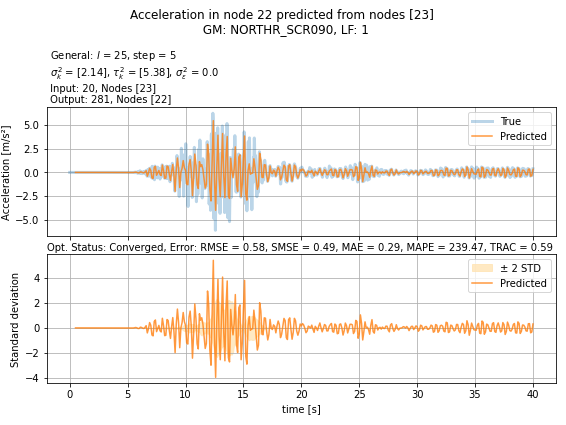 Acceleration in node 22 predicted from nodes [23]
GM: NORTHR_SCR090, LF: 1
General: l = 25, step = 5
σ²ₖ = [2.14], τ²ₖ = [5.38], σ²ε = 0.0
Input: 20, Nodes [23]
Output: 281, Nodes [22]
Acceleration [m/s²]
5.0
2.5
0.0
−2.5
−5.0
True
Predicted
Opt. Status: Converged, Error: RMSE = 0.58, SMSE = 0.49, MAE = 0.29, MAPE = 239.47, TRAC = 0.59
Standard deviation
4
2
0
−2
−4
± 2 STD
Predicted
0 5 10 15 20 25 30 35 40
time [s]